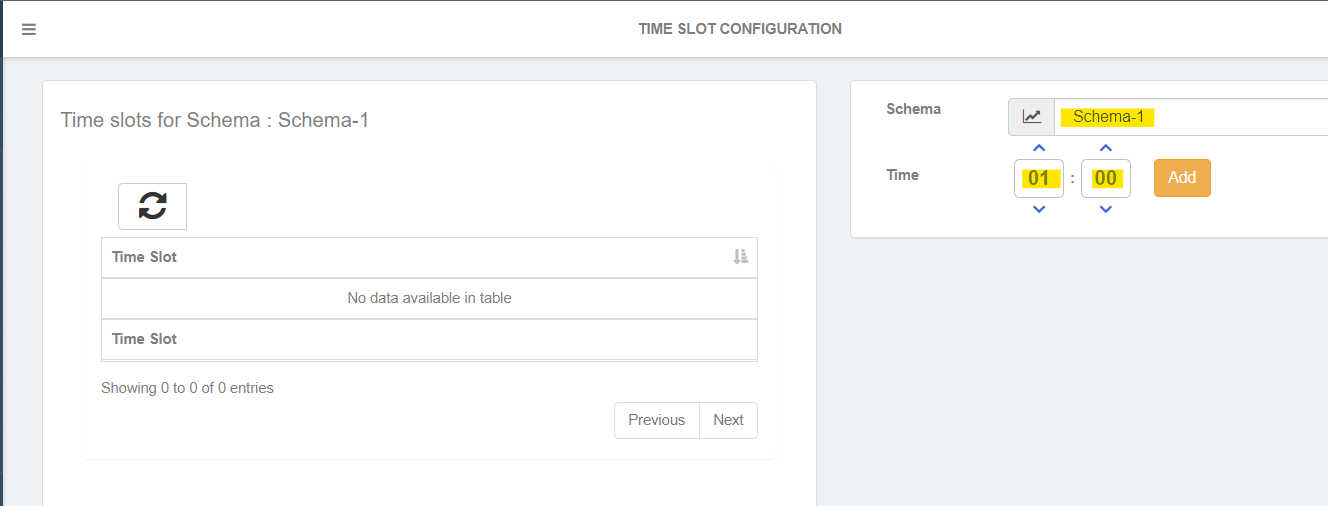 TIME SLOT CONFIGURATION
Time slots for Schema : Schema-1
Time Slot
No data available in table
Time Slot
Showing 0 to 0 of 0 entries
Previous Next
Schema Schema-1
Time 01 : 00 Add